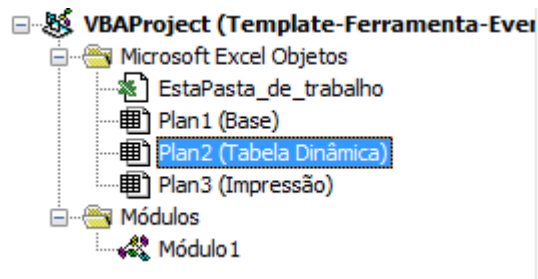 VBAProject (Template-Ferramenta-Ever
Microsoft Excel Objetos
EstaPasta_de_trabalho
Plan1 (Base)
Plan2 (Tabela Dinâmica)
Plan3 (Impressão)
Módulos
Módulo1